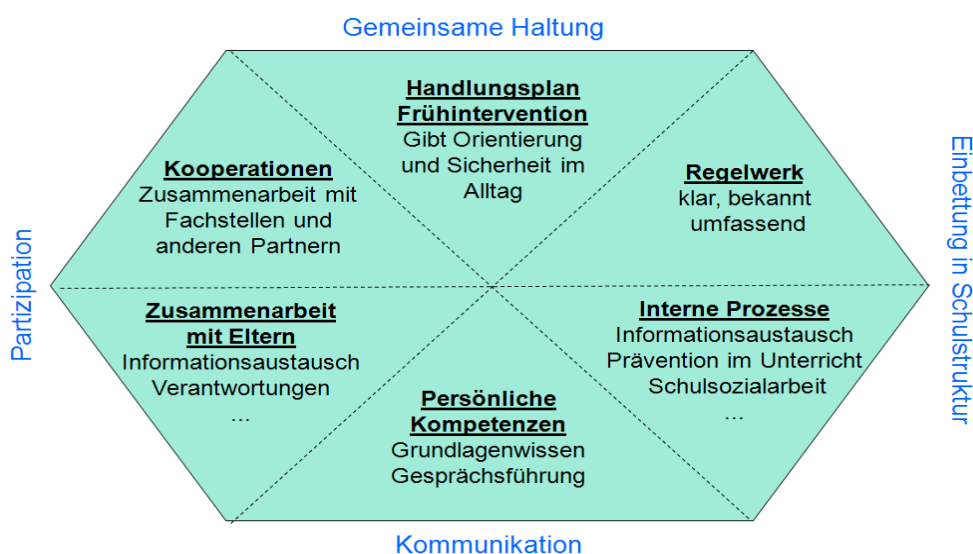 Gemeinsame Haltung
Handlungsplan
Frühintervention
Gibt Orientierung
und Sicherheit im
Alltag
Kooperationen
Zusammenarbeit mit
Fachstellen und
anderen Partnern
Regelwerk
klar, bekannt
umfassend
Partizipation
Einbettung in Schulstruktur
Zusammenarbeit
mit Eltern
Informationsaustausch
Verantwortungen
...
Persönliche
Kompetenzen
Grundlagenwissen
Gesprächsführung
Interne Prozesse
Informationsaustausch
Prävention im Unterricht
Schulsozialarbeit
...
Kommunikation